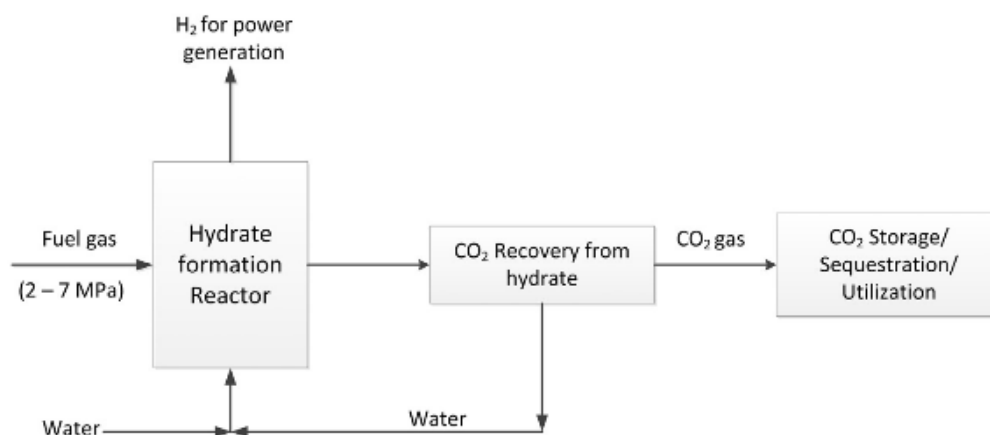 H₂ for power
generation
Fuel gas
(2 – 7 MPa)
Hydrate
formation
Reactor
CO₂ Recovery from
hydrate
CO₂ gas
CO₂ Storage/
Sequestration/
Utilization
Water
Water